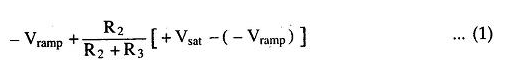 − V_ramp + R_2 / (R_2 + R_3) [ + V_sat − (− V_ramp) ] ... (1)